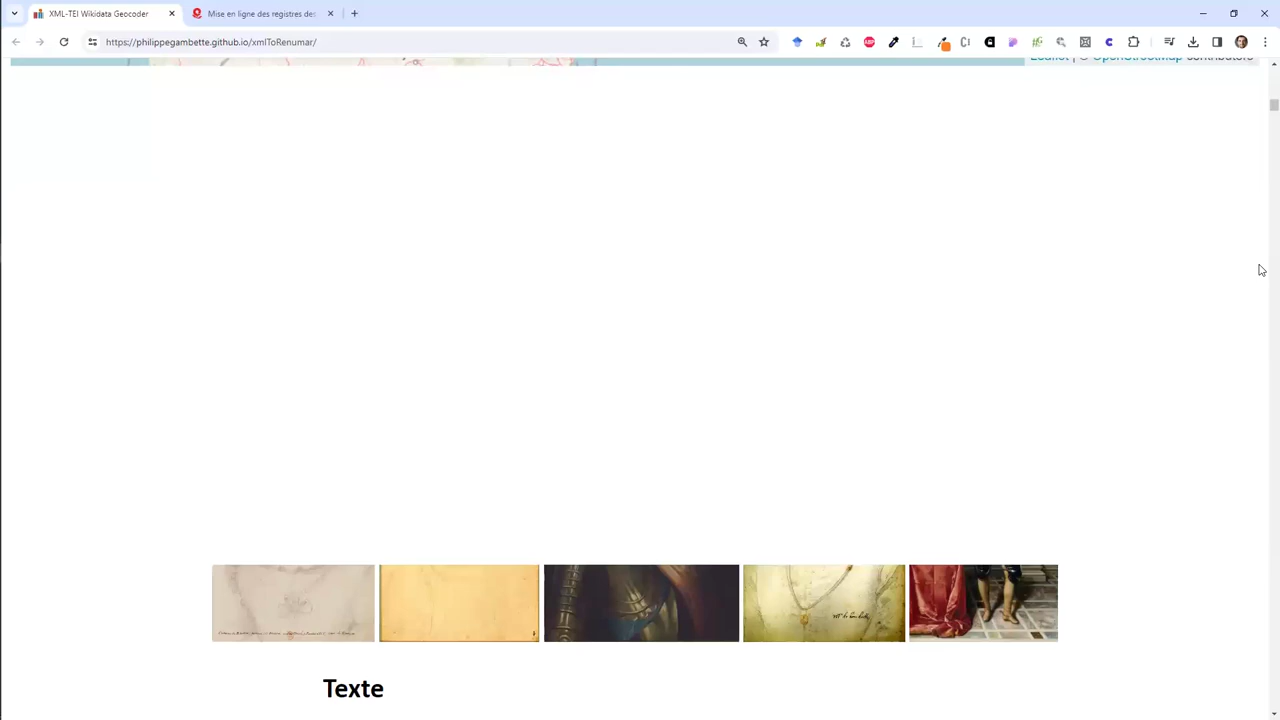 XML-TEI Wikidata Geocoder
Mise en ligne des registres des
https://philippegambette.github.io/xmlToRenumar/
Leaflet | © OpenStreetMap contributors
Texte